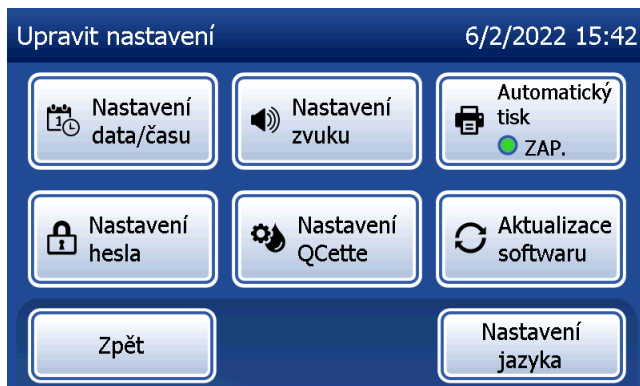 Upravit nastavení 6/2/2022 15:42
Nastavení
data/času
Nastavení
zvuku
Automatický
tisk
ZAP.
Nastavení
hesla
Nastavení
QCette
Aktualizace
softwaru
Zpět
Nastavení
jazyka